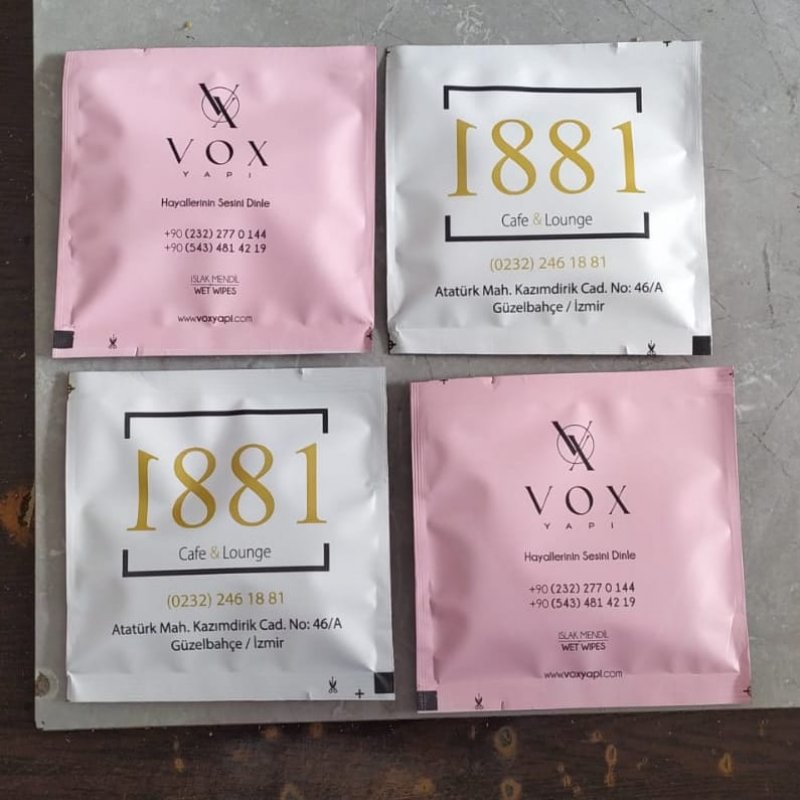 VOX
YAPI
Hayallerinin Sesini Dinle
+90 (232) 277 0 144
+90 (543) 481 42 19
ISLAK MENDİL
WET WIPES
www.voxyapi.com
1881
Cafe & Lounge
(0232) 246 18 81
Atatürk Mah. Kazımdirik Cad. No: 46/A
Güzelbahçe / İzmir
1881
Cafe & Lounge
(0232) 246 18 81
Atatürk Mah. Kazımdirik Cad. No: 46/A
Güzelbahçe / İzmir
VOX
YAPI
Hayallerinin Sesini Dinle
+90 (232) 277 0 144
+90 (543) 481 42 19
ISLAK MENDİL
WET WIPES
www.voxyapi.com